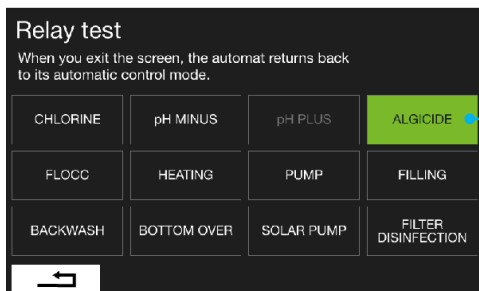 Relay test
When you exit the screen, the automat returns back
to its automatic control mode.
CHLORINE
pH MINUS
pH PLUS
ALGICIDE
FLOCC
HEATING
PUMP
FILLING
BACKWASH
BOTTOM OVER
SOLAR PUMP
FILTER
DISINFECTION